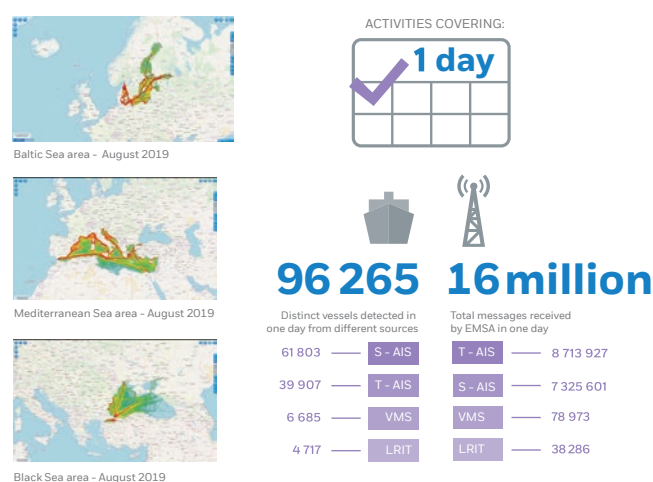 Baltic Sea area - August 2019
Mediterranean Sea area - August 2019
Black Sea area - August 2019
ACTIVITIES COVERING:
1 day
96 265
Distinct vessels detected in
one day from different sources
61 803 S - AIS
39 907 T - AIS
6 685 VMS
4 717 LRIT
16 million
Total messages received
by EMSA in one day
T - AIS 8 713 927
S - AIS 7 325 601
VMS 78 973
LRIT 38 286